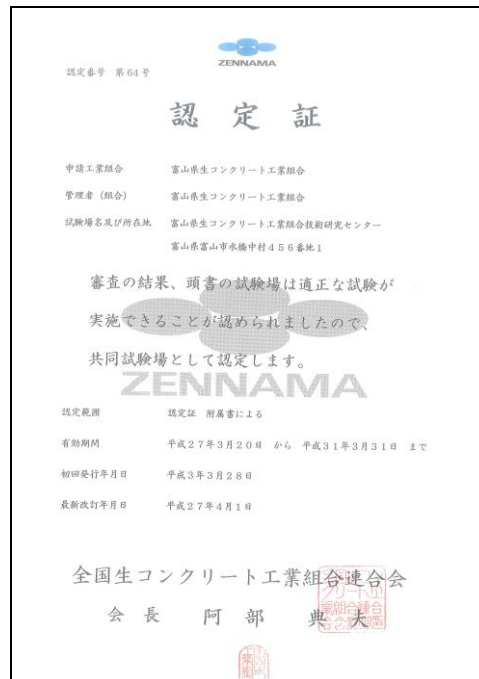 ZENNAMA
認定番号 第64号
認定証
申請工業組合 富山県生コンクリート工業組合
管理者(組合) 富山県生コンクリート工業組合
試験場名及び所在地 富山県生コンクリート工業組合技術研究センター
富山県富山市水橋中村456番地1
審査の結果、頭書の試験場は適正な試験が
実施できることが認められましたので、
共同試験場として認定します。
ZENNAMA
認定範囲 認定証 附属書による
有効期間 平成27年3月20日 から 平成31年3月31日 まで
初回発行年月日 平成3年3月28日
最新改訂年月日 平成27年4月1日
全国生コンクリート工業組合連合会
会長 阿部 典夫